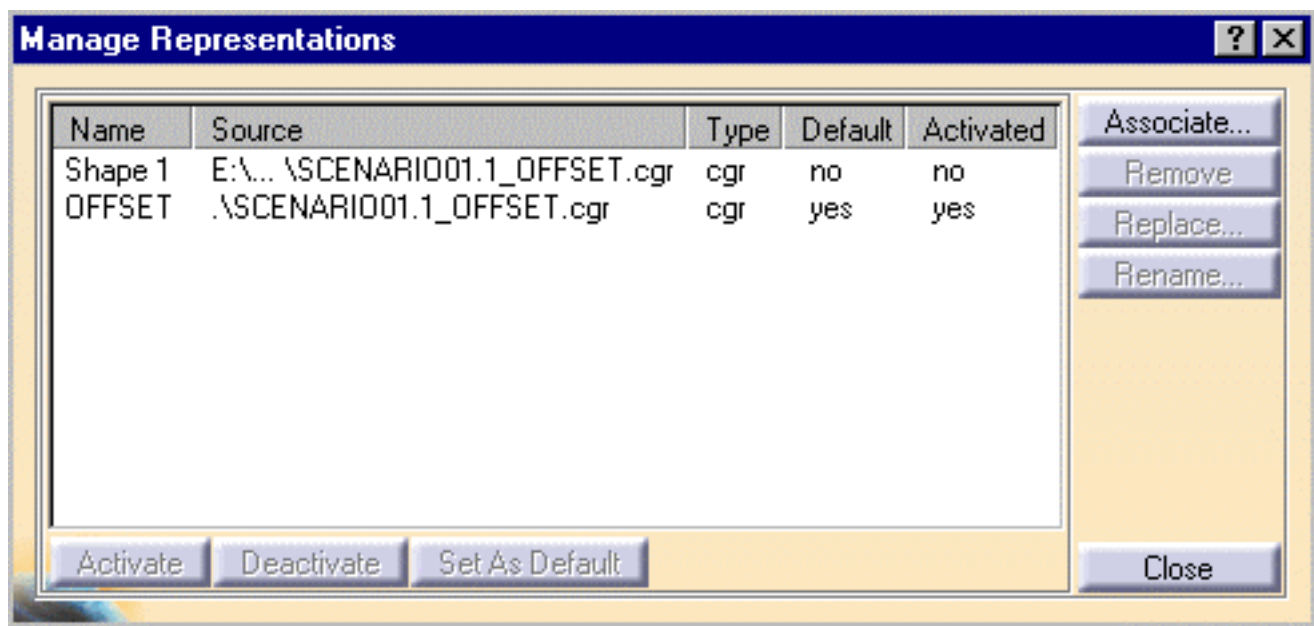 Manage Representations
Name Source Type Default Activated
Shape 1 E:\... \SCENARIO01.1_OFFSET.cgr cgr no no
OFFSET .\SCENARIO01.1_OFFSET.cgr cgr yes yes
Associate...
Remove
Replace...
Rename...
Activate Deactivate Set As Default
Close